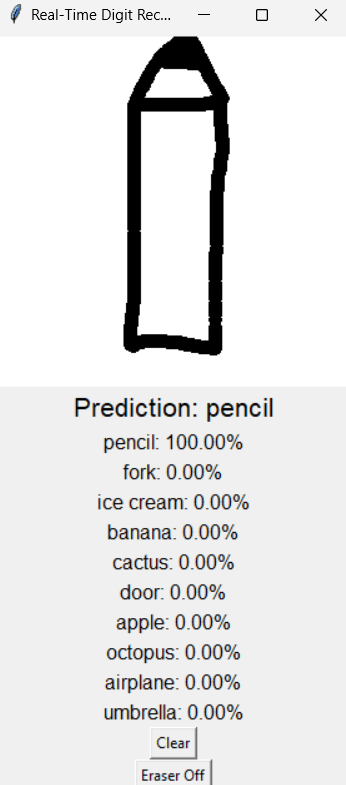 Real-Time Digit Rec...
Prediction: pencil
pencil: 100.00%
fork: 0.00%
ice cream: 0.00%
banana: 0.00%
cactus: 0.00%
door: 0.00%
apple: 0.00%
octopus: 0.00%
airplane: 0.00%
umbrella: 0.00%
Clear
Eraser Off